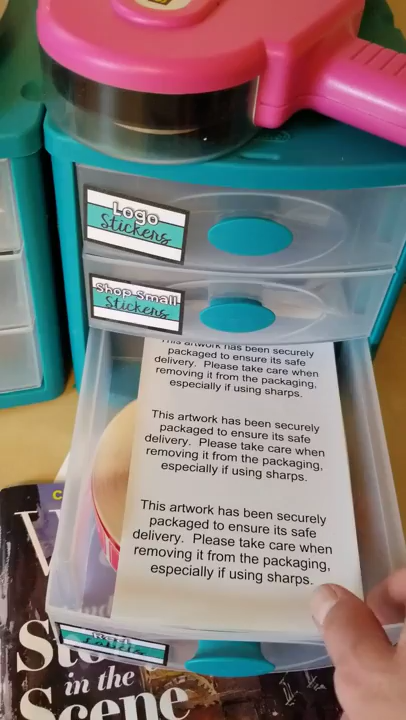 Logo
Stickers
Shop Small
Stickers
This artwork has been securely
packaged to ensure its safe
delivery. Please take care when
removing it from the packaging,
especially if using sharps.
This artwork has been securely
packaged to ensure its safe
delivery. Please take care when
removing it from the packaging,
especially if using sharps.
This artwork has been securely
packaged to ensure its safe
delivery. Please take care when
removing it from the packaging,
especially if using sharps.
Labels
in the
Scene